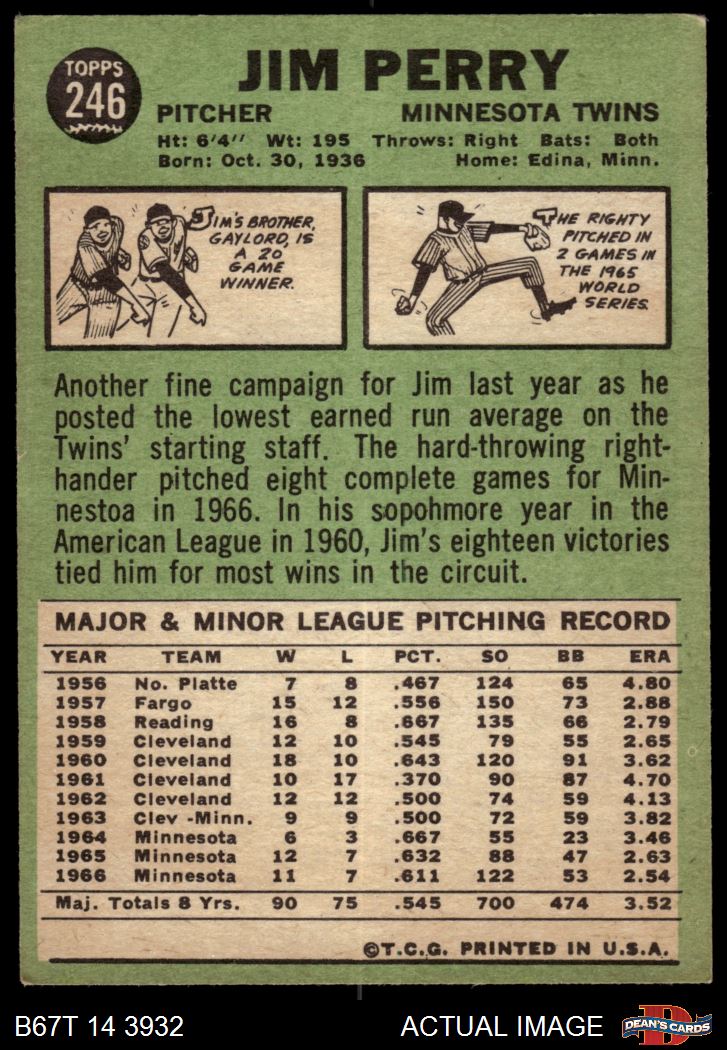 TOPPS
246
JIM PERRY
PITCHER MINNESOTA TWINS
Ht: 6'4" Wt: 195 Throws: Right Bats: Both
Born: Oct. 30, 1936 Home: Edina, Minn.
JIM'S BROTHER,
GAYLORD, IS
A 20
GAME
WINNER.
THE RIGHTY
PITCHED IN
2 GAMES IN
THE 1965
WORLD
SERIES.
Another fine campaign for Jim last year as he
posted the lowest earned run average on the
Twins' starting staff. The hard-throwing right-
hander pitched eight complete games for Min-
nestoa in 1966. In his sopohmore year in the
American League in 1960, Jim's eighteen victories
tied him for most wins in the circuit.
MAJOR & MINOR LEAGUE PITCHING RECORD
YEAR TEAM W L PCT. SO BB ERA
1956 No. Platte 7 8 .467 124 65 4.80
1957 Fargo 15 12 .556 150 73 2.88
1958 Reading 16 8 .667 135 66 2.79
1959 Cleveland 12 10 .545 79 55 2.65
1960 Cleveland 18 10 .643 120 91 3.62
1961 Cleveland 10 17 .370 90 87 4.70
1962 Cleveland 12 12 .500 74 59 4.13
1963 Clev -Minn. 9 9 .500 72 59 3.82
1964 Minnesota 6 3 .667 55 23 3.46
1965 Minnesota 12 7 .632 88 47 2.63
1966 Minnesota 11 7 .611 122 53 2.54
Maj. Totals 8 Yrs. 90 75 .545 700 474 3.52
©T.C.G. PRINTED IN U.S.A.
B67T 14 3932 ACTUAL IMAGE
D
DEAN'S CARDS